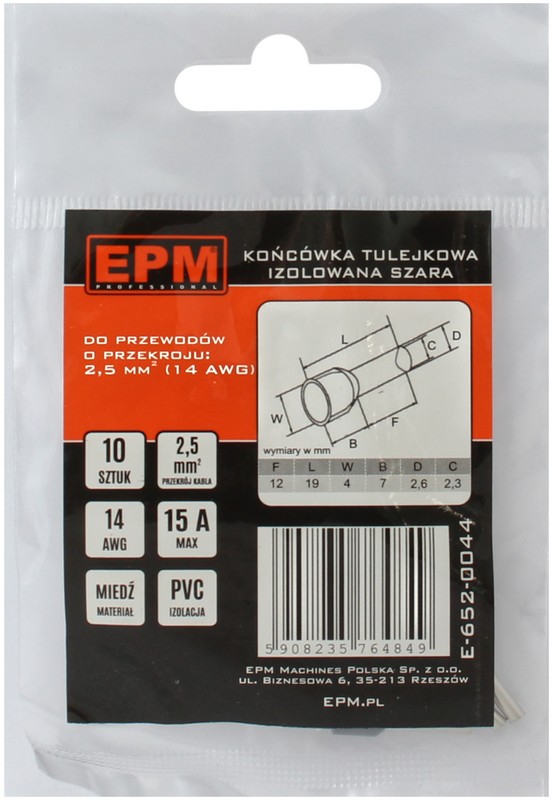 EPM
PROFESSIONAL
KOŃCÓWKA TULEJKOWA
IZOLOWANA SZARA
DO PRZEWODÓW
O PRZEKROJU:
2,5 MM² (14 AWG)
L
D
C
W
F
B
wymiary w mm
F L W B D C
12 19 4 7 2,6 2,3
10
SZTUK
2,5
mm²
PRZEKRÓJ KABLA
14
AWG
15 A
MAX
MIEDŹ
MATERIAŁ
PVC
IZOLACJA
5 908235 764849
E-652-0044
EPM MACHINES POLSKA SP. Z O.O.
UL. BIZNESOWA 6, 35-213 RZESZÓW
EPM.PL